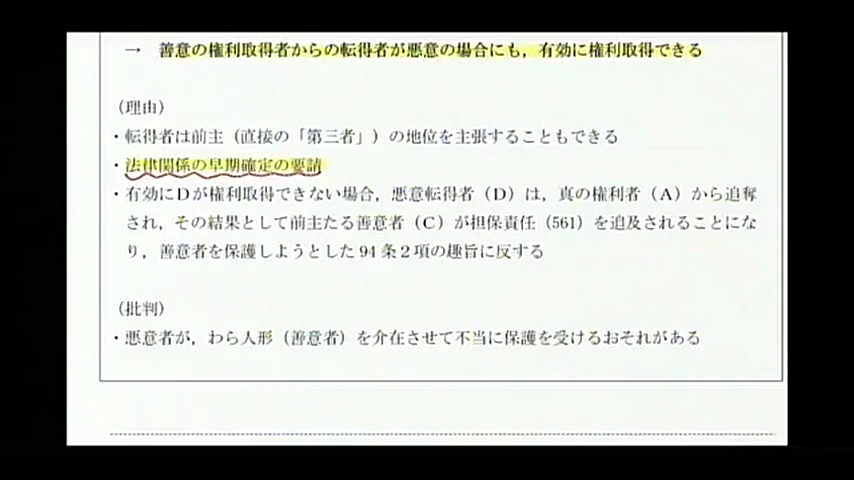 → 善意の権利取得者からの転得者が悪意の場合にも，有効に権利取得できる
（理由）
・転得者は前主（直接の「第三者」）の地位を主張することもできる
・法律関係の早期確定の要請
・有効にＤが権利取得できない場合，悪意転得者（Ｄ）は，真の権利者（Ａ）から追奪
され，その結果として前主たる善意者（Ｃ）が担保責任（561）を追及されることにな
り，善意者を保護しようとした 94 条２項の趣旨に反する
（批判）
・悪意者が，わら人形（善意者）を介在させて不当に保護を受けるおそれがある